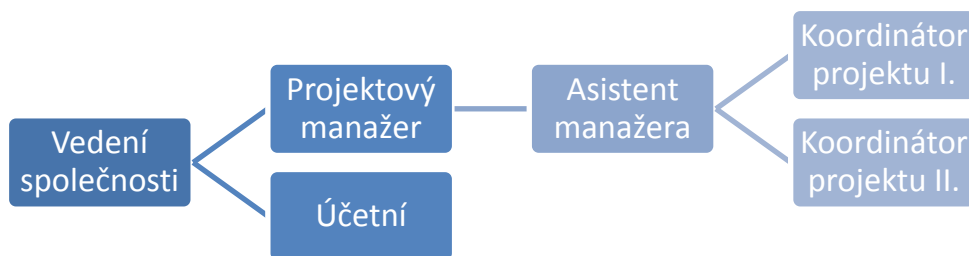 Vedení
společnosti
Projektový
manažer
Účetní
Asistent
manažera
Koordinátor
projektu I.
Koordinátor
projektu II.